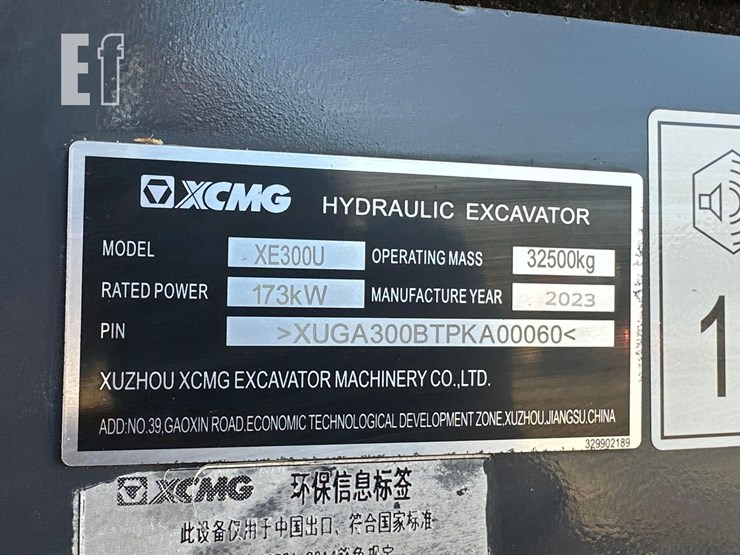 Ef
XCMG HYDRAULIC EXCAVATOR
MODEL XE300U OPERATING MASS 32500kg
RATED POWER 173kW MANUFACTURE YEAR 2023
PIN >XUGA300BTPKA00060<
XUZHOU XCMG EXCAVATOR MACHINERY CO.,LTD.
ADD:NO.39,GAOXIN ROAD.ECONOMIC TECHNOLOGICAL DEVELOPMENT ZONE.XUZHOU.JIANGSU.CHINA
329902189
1
XCMG 环保信息标签
此设备仅用于中国出口、符合国家标准